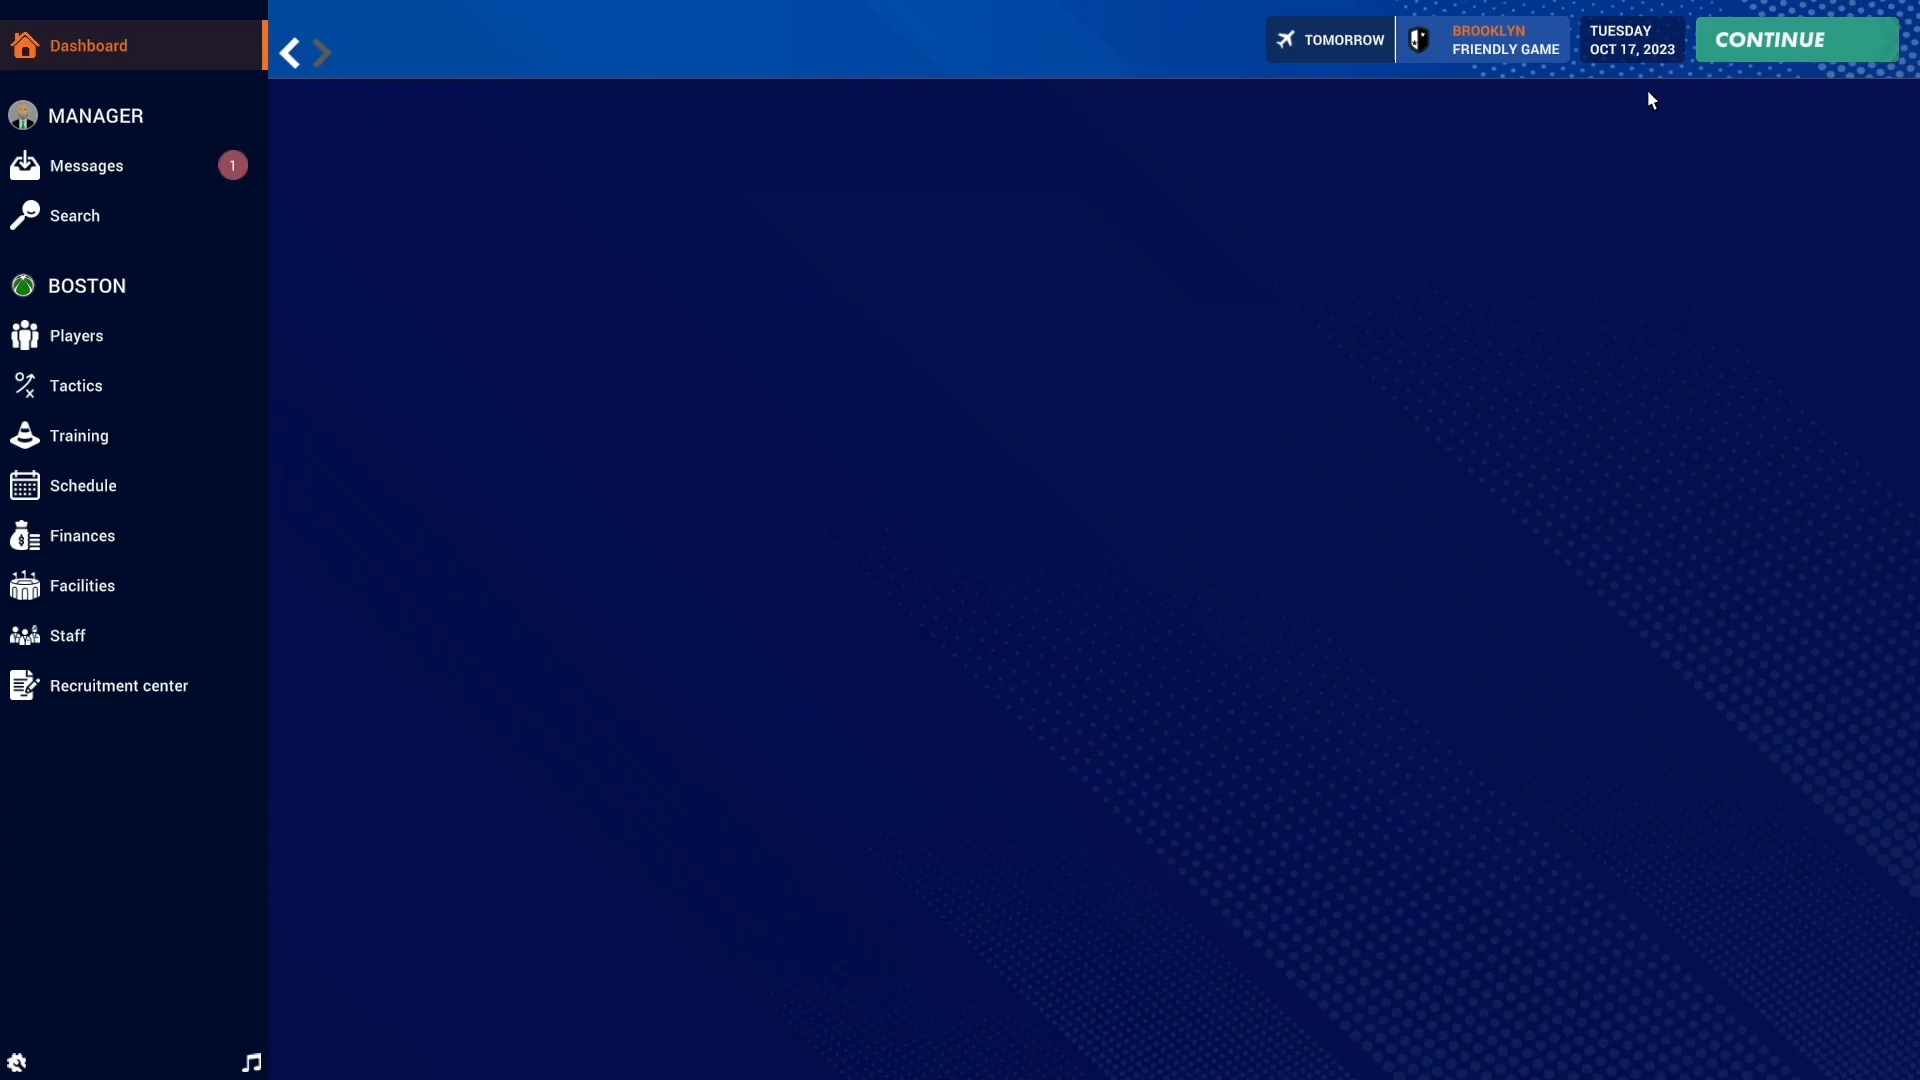 Dashboard
MANAGER
Messages 1
Search
BOSTON
Players
Tactics
Training
Schedule
Finances
Facilities
Staff
Recruitment center
TOMORROW
BROOKLYN
FRIENDLY GAME
TUESDAY
OCT 17, 2023
CONTINUE